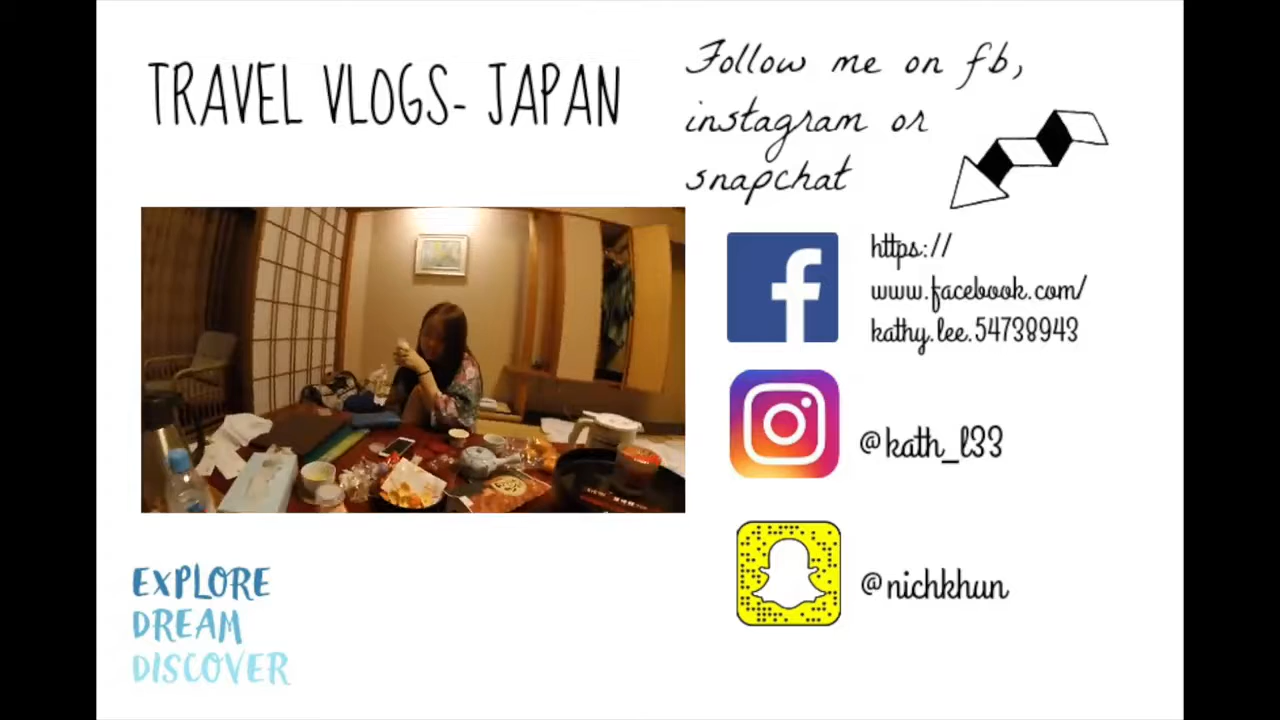 TRAVEL VLOGS- JAPAN
Follow me on fb,
instagram or
snapchat
https://
www.facebook.com/
kathy.lee.54738943
@kath_l33
@nichkhun
EXPLORE
DREAM
DISCOVER